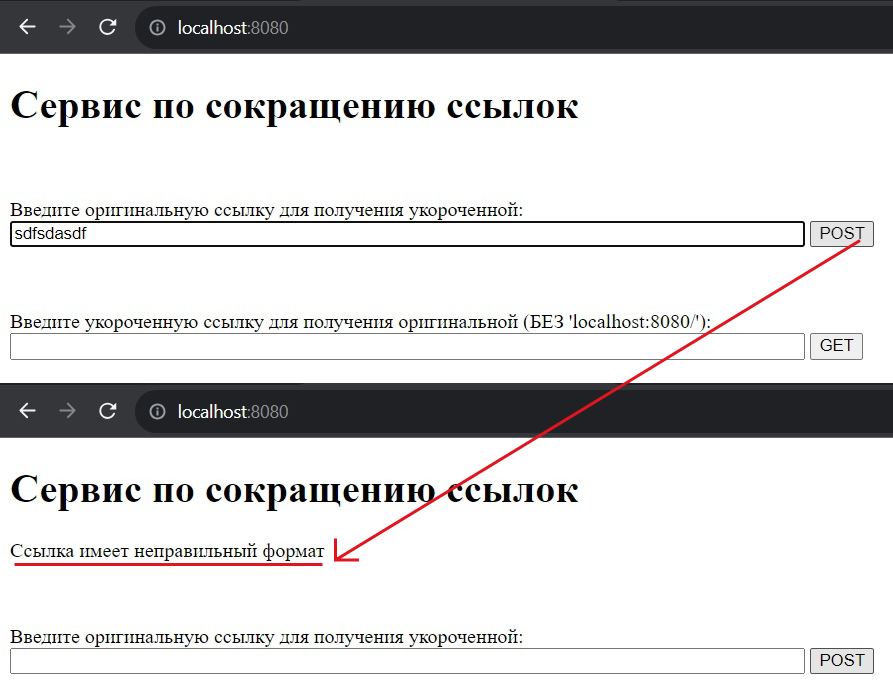 localhost:8080
Сервис по сокращению ссылок
Введите оригинальную ссылку для получения укороченной:
sdfsdasdf POST
Введите укороченную ссылку для получения оригинальной (БЕЗ 'localhost:8080/'):
GET
localhost:8080
Сервис по сокращению ссылок
Ссылка имеет неправильный формат
Введите оригинальную ссылку для получения укороченной:
POST